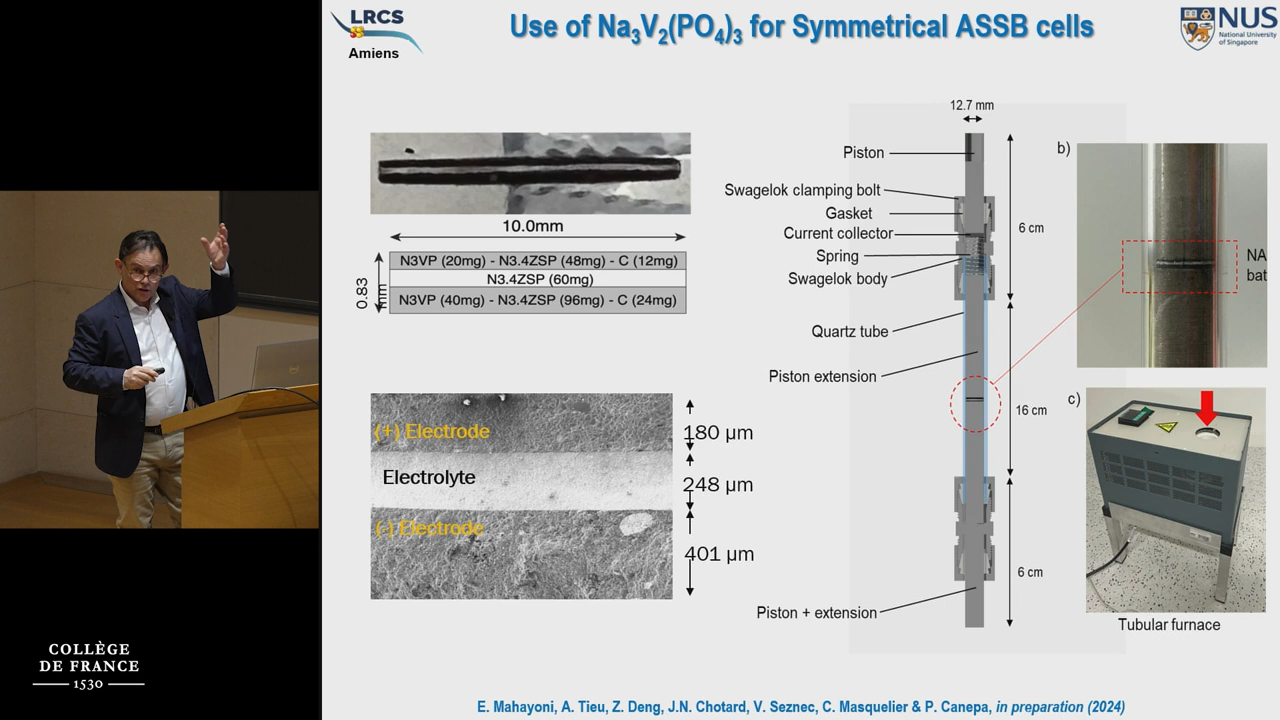 LRCS
Amiens
Use of Na3V2(PO4)3 for Symmetrical ASSB cells
NUS
National University
of Singapore
12.7 mm
Piston
Swagelok clamping bolt
Gasket
Current collector
Spring
Swagelok body
Quartz tube
Piston extension
Piston + extension
6 cm
16 cm
6 cm
b)
NA
bat
c)
Tubular furnace
10.0mm
0.83
mm
N3VP (20mg) - N3.4ZSP (48mg) - C (12mg)
N3.4ZSP (60mg)
N3VP (40mg) - N3.4ZSP (96mg) - C (24mg)
(+) Electrode
180 µm
Electrolyte
248 µm
(-) Electrode
401 µm
COLLÈGE
DE FRANCE
1530
E. Mahayoni, A. Tieu, Z. Deng, J.N. Chotard, V. Seznec, C. Masquelier & P. Canepa, in preparation (2024)